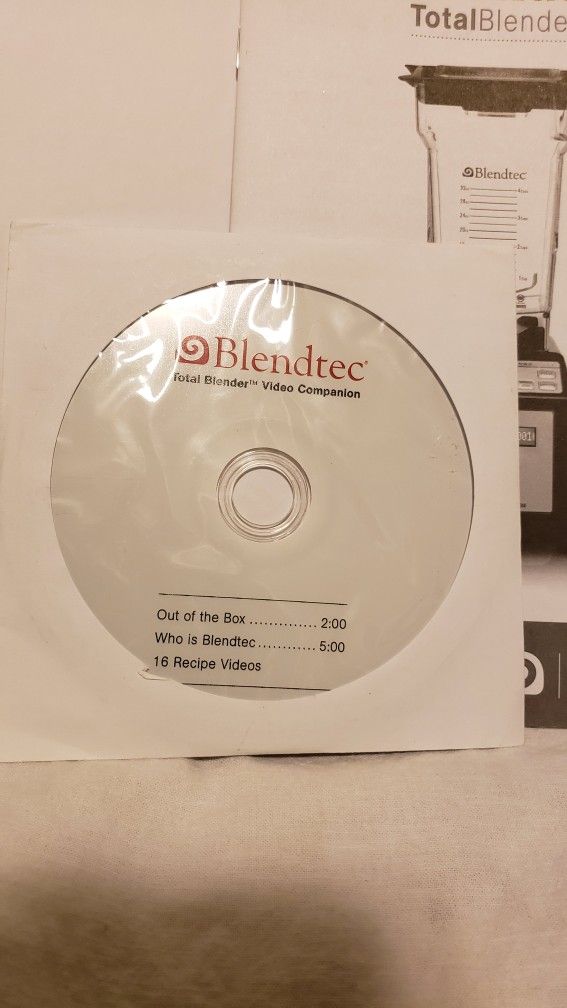 TotalBlende
Blendtec
Blendtec®
Total Blender™ Video Companion
Out of the Box .............. 2:00
Who is Blendtec ............ 5:00
16 Recipe Videos